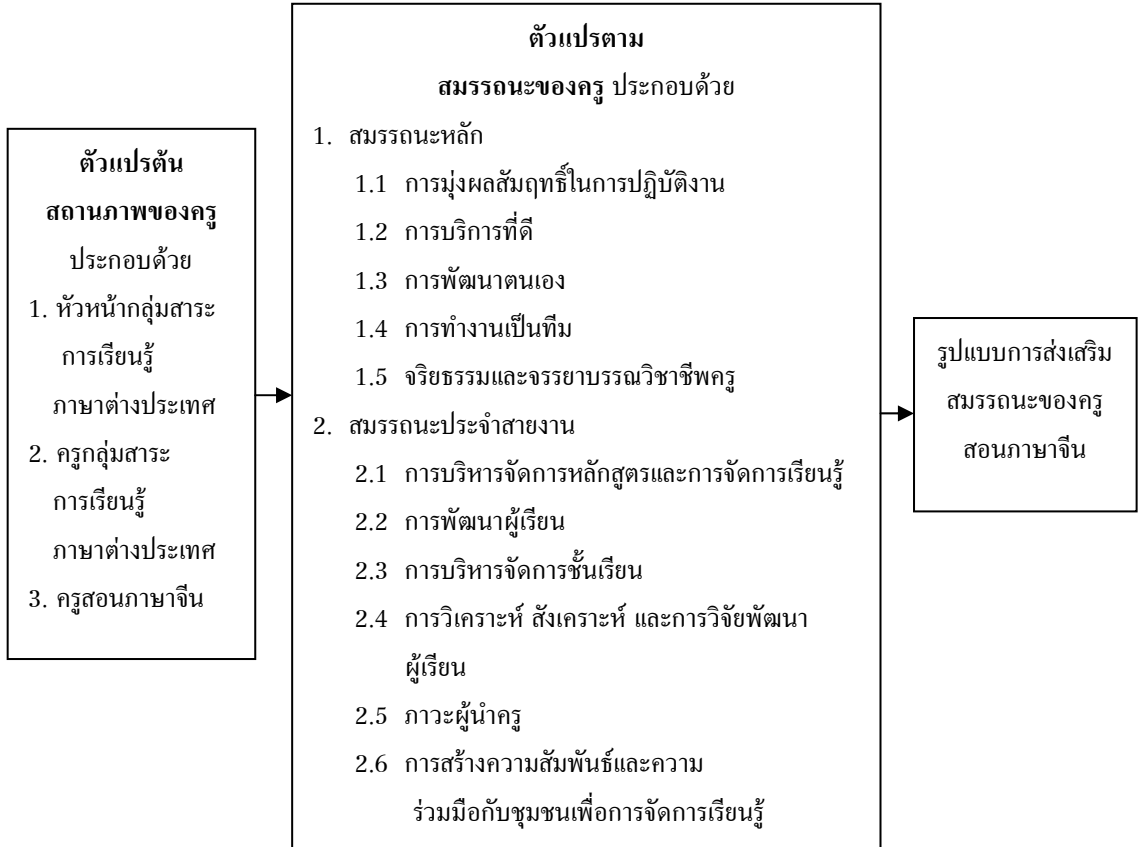 ตัวแปรต้น
สถานภาพของครู
ประกอบด้วย
1. หัวหน้ากลุ่มสาระ
การเรียนรู้
ภาษาต่างประเทศ
2. ครูกลุ่มสาระ
การเรียนรู้
ภาษาต่างประเทศ
3. ครูสอนภาษาจีน
ตัวแปรตาม
สมรรถนะของครู ประกอบด้วย
1. สมรรถนะหลัก
1.1 การมุ่งผลสัมฤทธิ์ในการปฏิบัติงาน
1.2 การบริการที่ดี
1.3 การพัฒนาตนเอง
1.4 การทำงานเป็นทีม
1.5 จริยธรรมและจรรยาบรรณวิชาชีพครู
2. สมรรถนะประจำสายงาน
2.1 การบริหารจัดการหลักสูตรและการจัดการเรียนรู้
2.2 การพัฒนาผู้เรียน
2.3 การบริหารจัดการชั้นเรียน
2.4 การวิเคราะห์ สังเคราะห์ และการวิจัยพัฒนา
ผู้เรียน
2.5 ภาวะผู้นำครู
2.6 การสร้างความสัมพันธ์และความ
ร่วมมือกับชุมชนเพื่อการจัดการเรียนรู้
รูปแบบการส่งเสริม
สมรรถนะของครู
สอนภาษาจีน